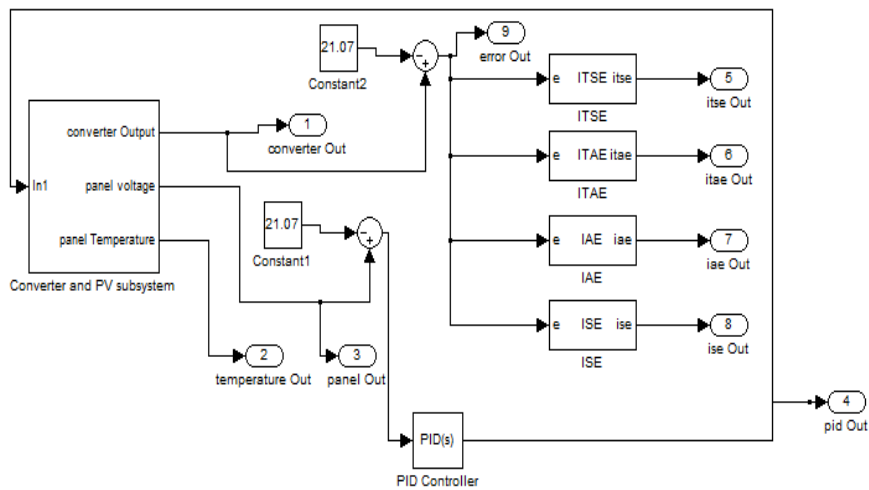 9
error Out
21.07
-
+
Constant2
e ITSE itse
ITSE
5
itse Out
converter Output
1
converter Out
e ITAE itae
ITAE
6
itae Out
In1
panel voltage
panel Temperature
Converter and PV subsystem
21.07
-
+
Constant1
e IAE iae
IAE
7
iae Out
e ISE ise
ISE
8
ise Out
2
temperature Out
3
panel Out
4
pid Out
PID(s)
PID Controller